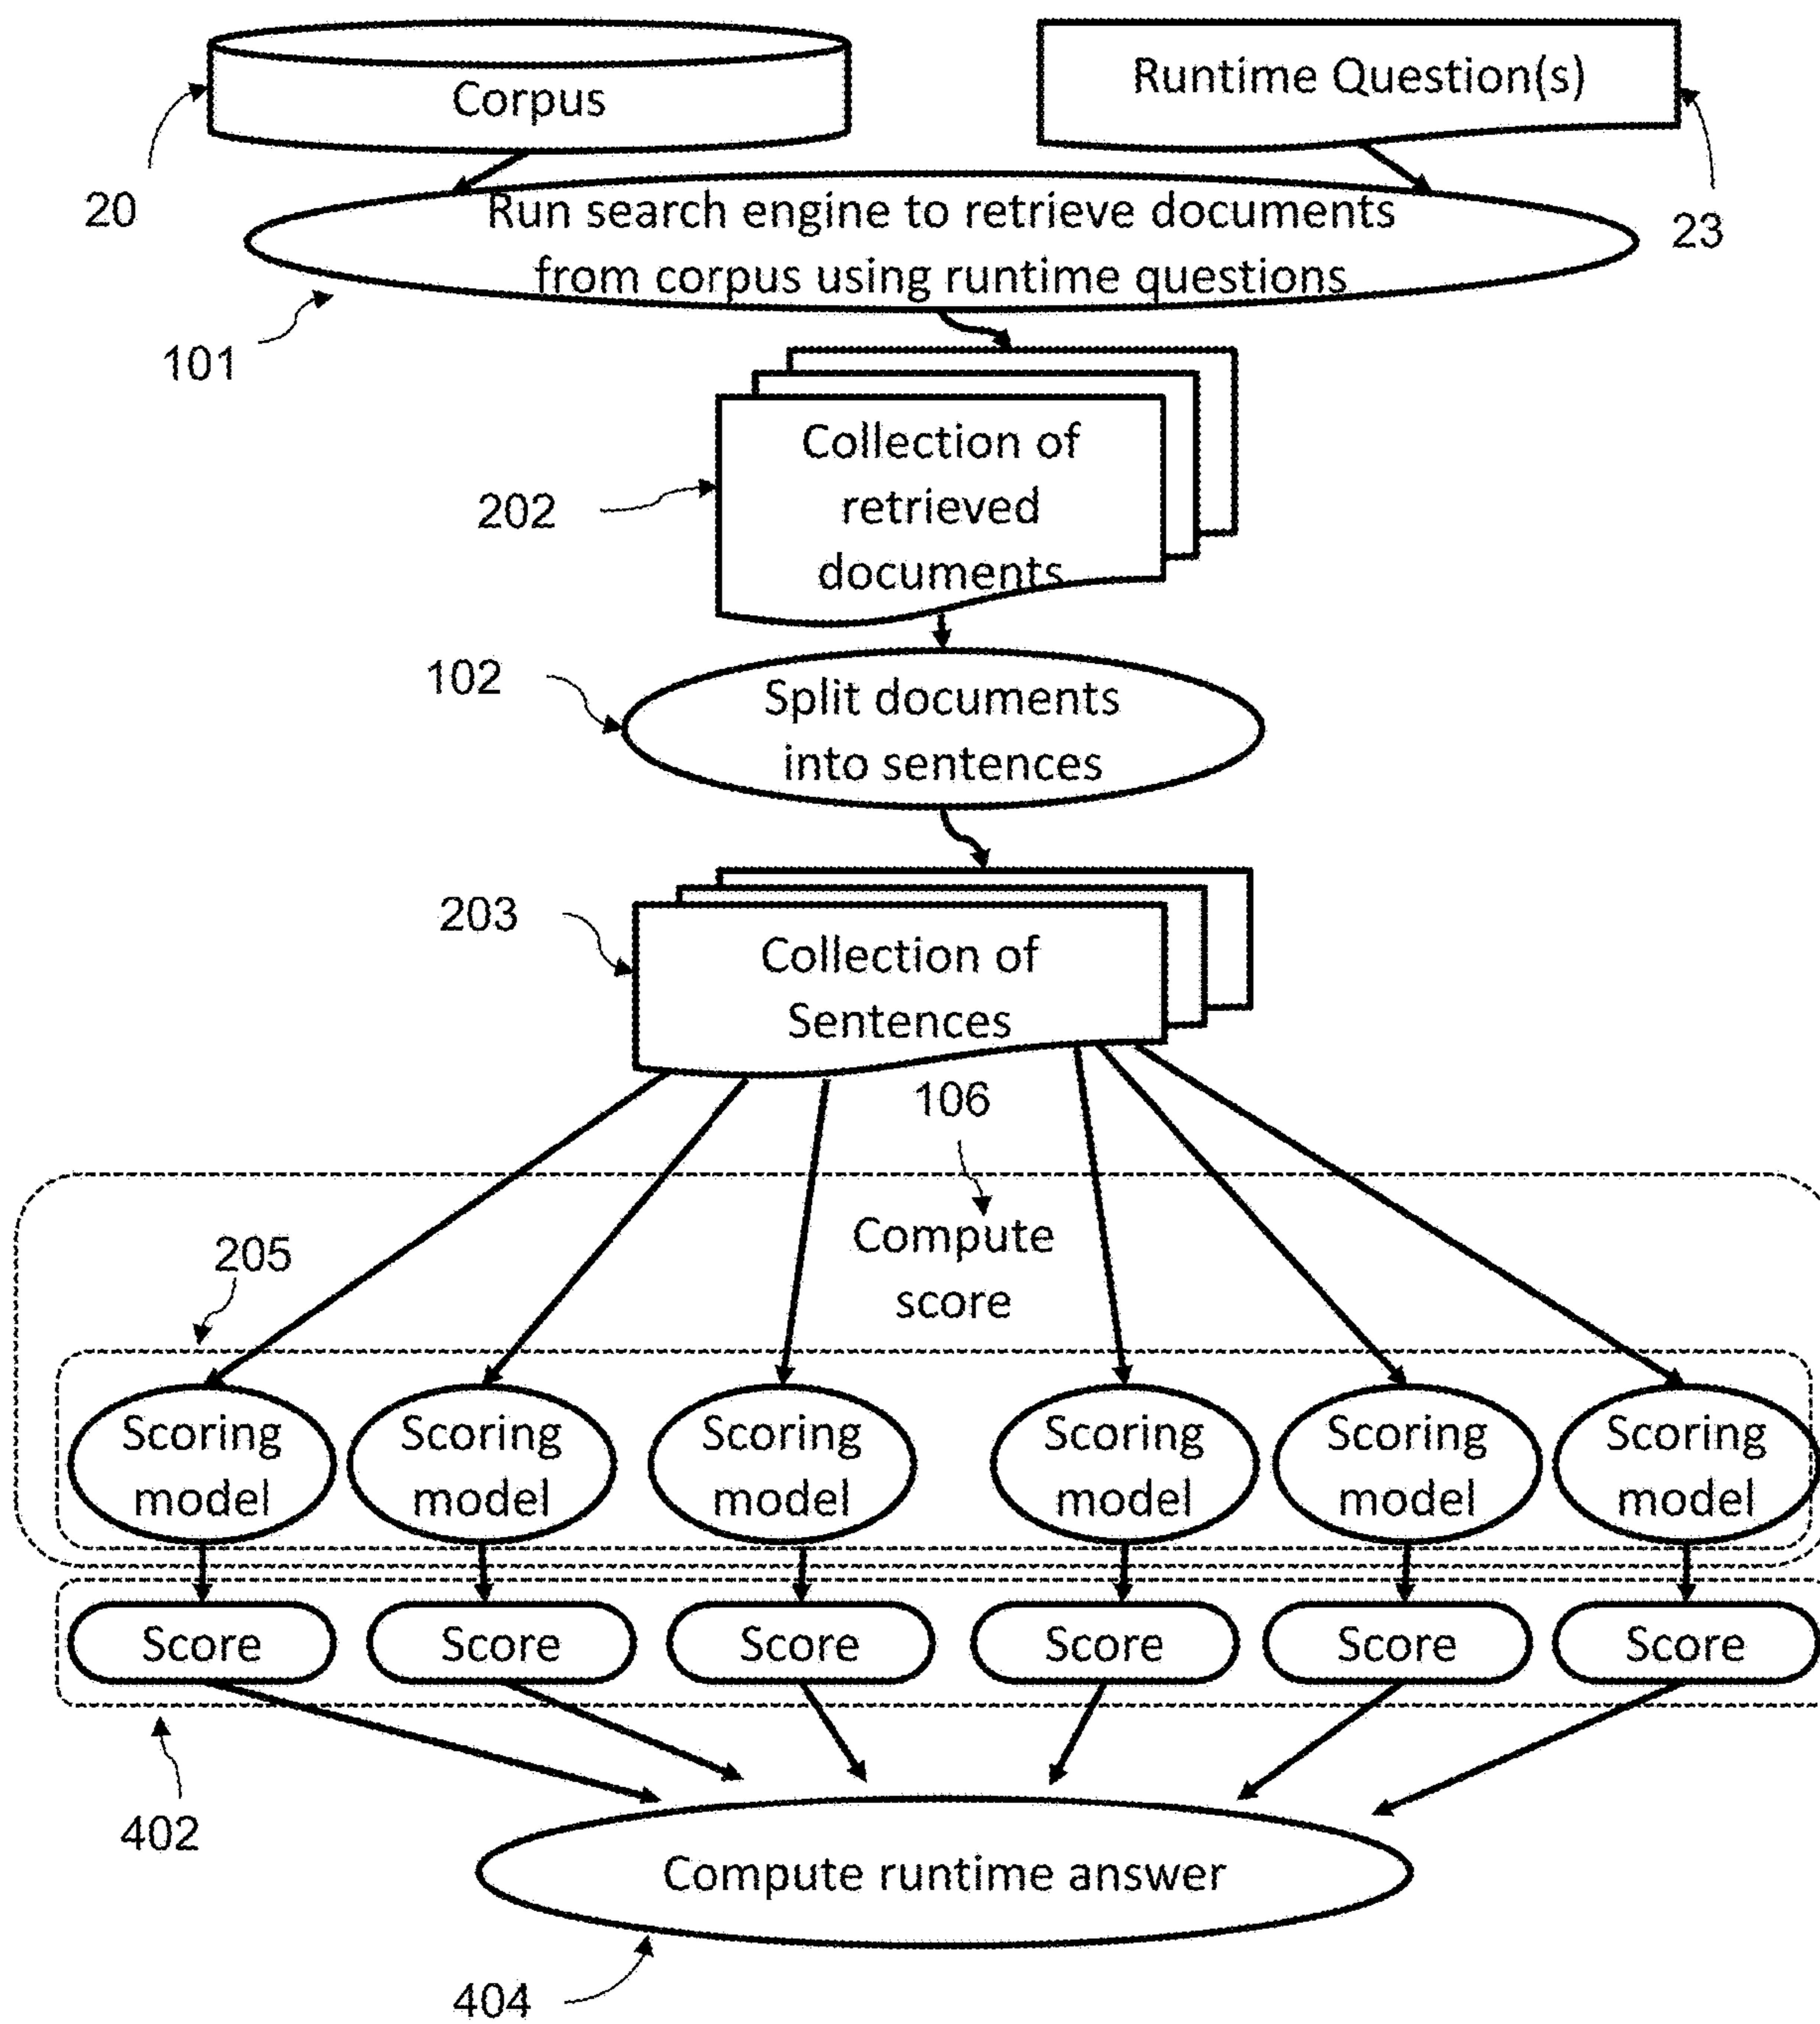 Corpus
Runtime Question(s)
20
23
Run search engine to retrieve documents
from corpus using runtime questions
101
Collection of
retrieved
documents
202
102
Split documents
into sentences
203
Collection of
Sentences
106
Compute
score
205
Scoring
model
Scoring
model
Scoring
model
Scoring
model
Scoring
model
Scoring
model
Score
Score
Score
Score
Score
Score
402
Compute runtime answer
404